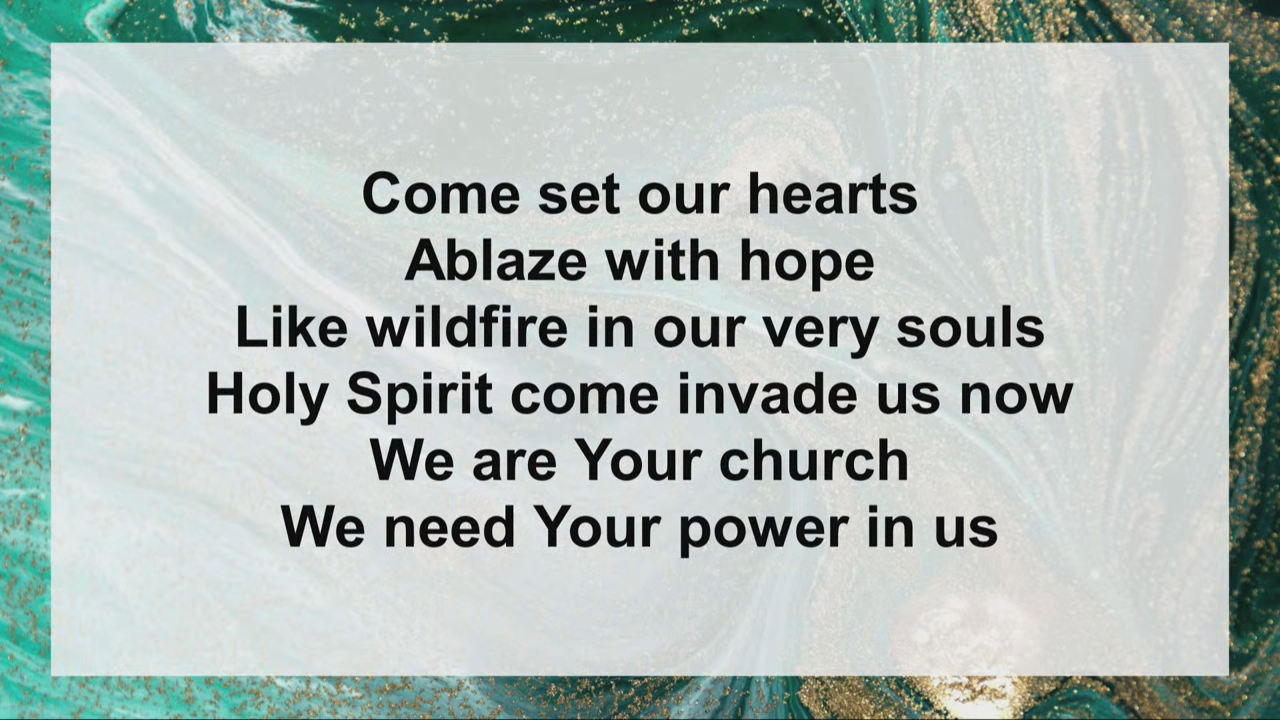 Come set our hearts
Ablaze with hope
Like wildfire in our very souls
Holy Spirit come invade us now
We are Your church
We need Your power in us